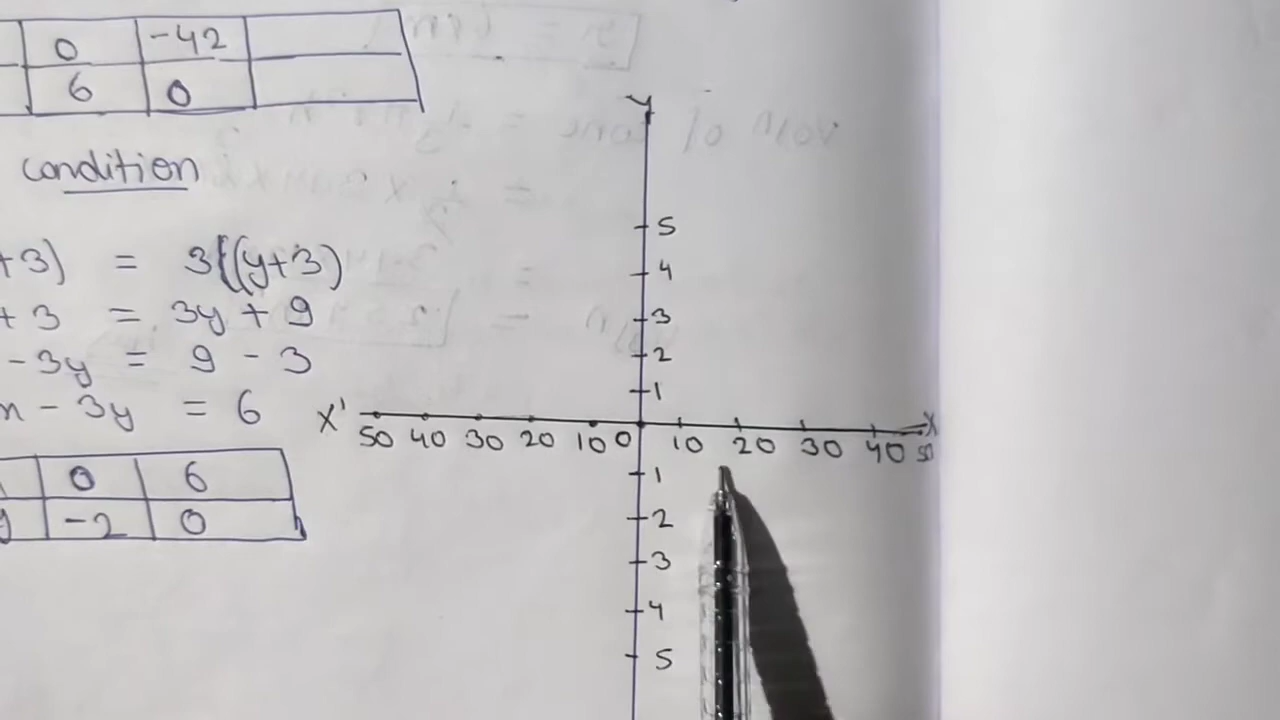 0 -42
6 0
condition
+3) = 3{(y+3)
+ 3 = 3y + 9
- 3y = 9 - 3
x - 3y = 6
0 6
y -2 0
Y
5
4
3
2
1
X' 50 40 30 20 10 0 10 20 30 40 50 X
1
2
3
4
5